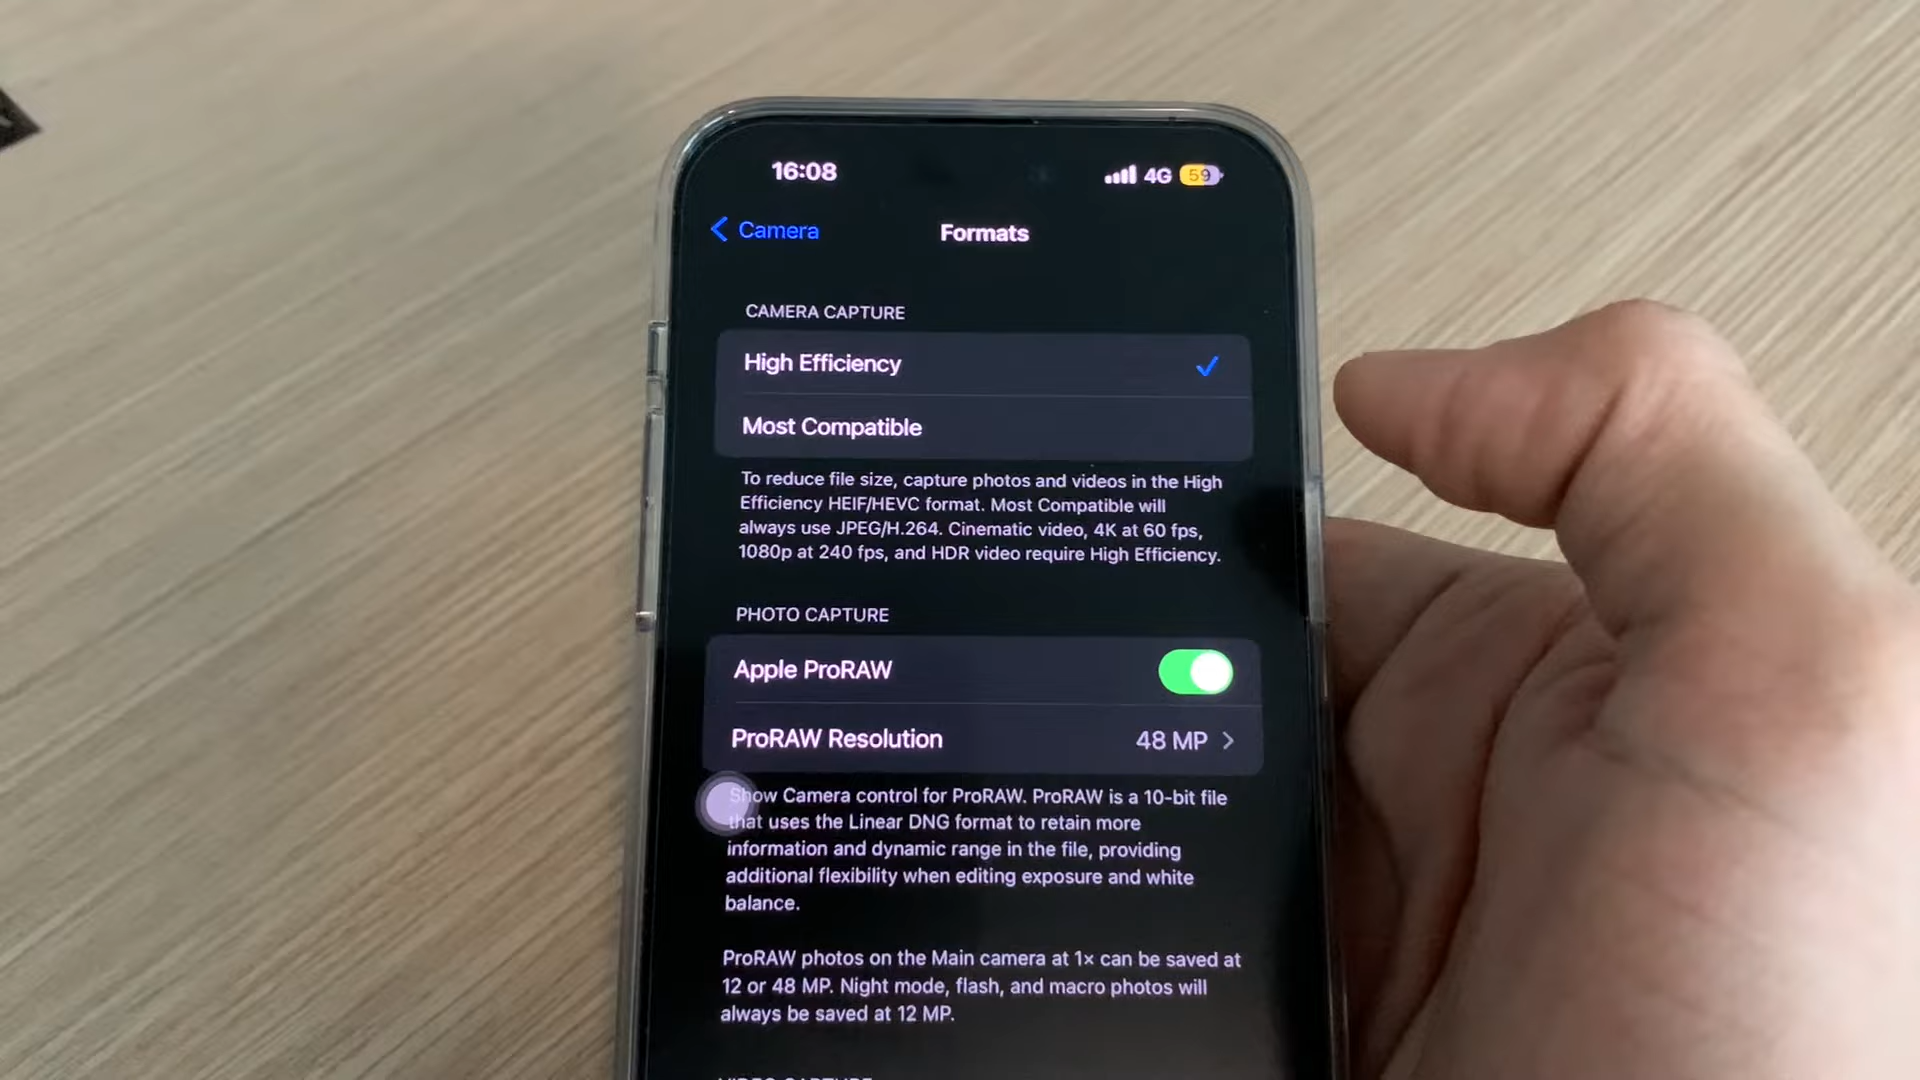 16:08
4G
59
Camera
Formats
CAMERA CAPTURE
High Efficiency
Most Compatible
To reduce file size, capture photos and videos in the High
Efficiency HEIF/HEVC format. Most Compatible will
always use JPEG/H.264. Cinematic video, 4K at 60 fps,
1080p at 240 fps, and HDR video require High Efficiency.
PHOTO CAPTURE
Apple ProRAW
ProRAW Resolution
48 MP
Show Camera control for ProRAW. ProRAW is a 10-bit file
that uses the Linear DNG format to retain more
information and dynamic range in the file, providing
additional flexibility when editing exposure and white
balance.
ProRAW photos on the Main camera at 1× can be saved at
12 or 48 MP. Night mode, flash, and macro photos will
always be saved at 12 MP.